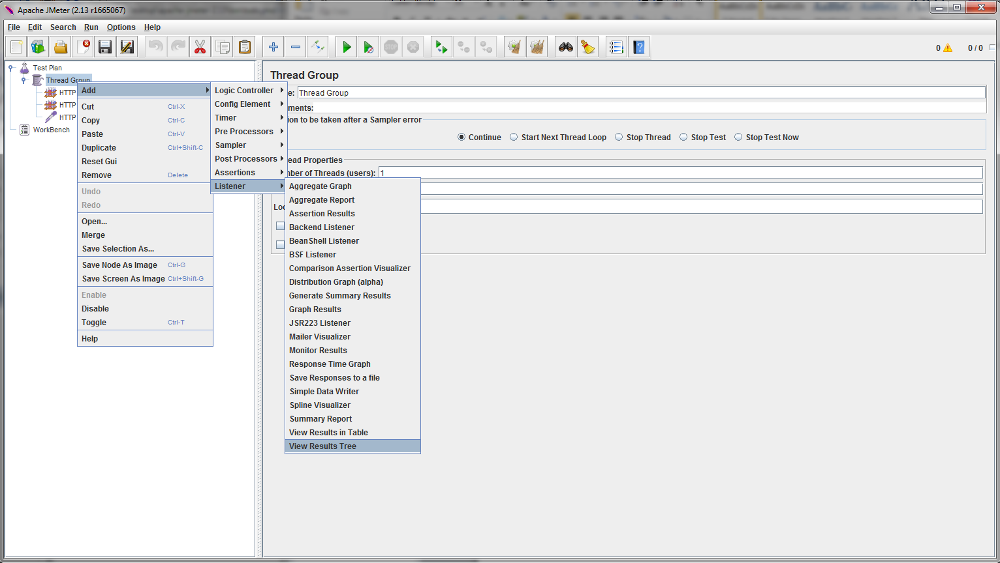 Apache JMeter (2.13 r1665067)
File Edit Search Run Options Help
0 0 / 0
Test Plan
Thread Group
HTTP
HTTP
HTTP
WorkBench
Add
Cut Ctrl-X
Copy Ctrl-C
Paste Ctrl-V
Duplicate Ctrl+Shift-C
Reset Gui
Remove Delete
Undo
Redo
Open...
Merge
Save Selection As...
Save Node As Image Ctrl-G
Save Screen As Image Ctrl+Shift-G
Enable
Disable
Toggle Ctrl-T
Help
Logic Controller
Config Element
Timer
Pre Processors
Sampler
Post Processors
Assertions
Listener
Aggregate Graph
Aggregate Report
Assertion Results
Backend Listener
BeanShell Listener
BSF Listener
Comparison Assertion Visualizer
Distribution Graph (alpha)
Generate Summary Results
Graph Results
JSR223 Listener
Mailer Visualizer
Monitor Results
Response Time Graph
Save Responses to a file
Simple Data Writer
Spline Visualizer
Summary Report
View Results in Table
View Results Tree
Thread Group
e: Thread Group
ments:
ion to be taken after a Sampler error
Continue Start Next Thread Loop Stop Thread Stop Test Stop Test Now
ead Properties
nber of Threads (users): 1
Loo